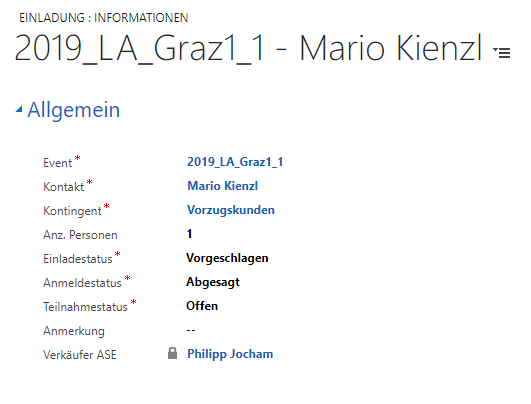 EINLADUNG : INFORMATIONEN
2019_LA_Graz1_1 - Mario Kienzl
Allgemein
Event * 2019_LA_Graz1_1
Kontakt * Mario Kienzl
Kontingent * Vorzugskunden
Anz. Personen 1
Einladestatus * Vorgeschlagen
Anmeldestatus * Abgesagt
Teilnahmestatus * Offen
Anmerkung --
Verkäufer ASE Philipp Jocham